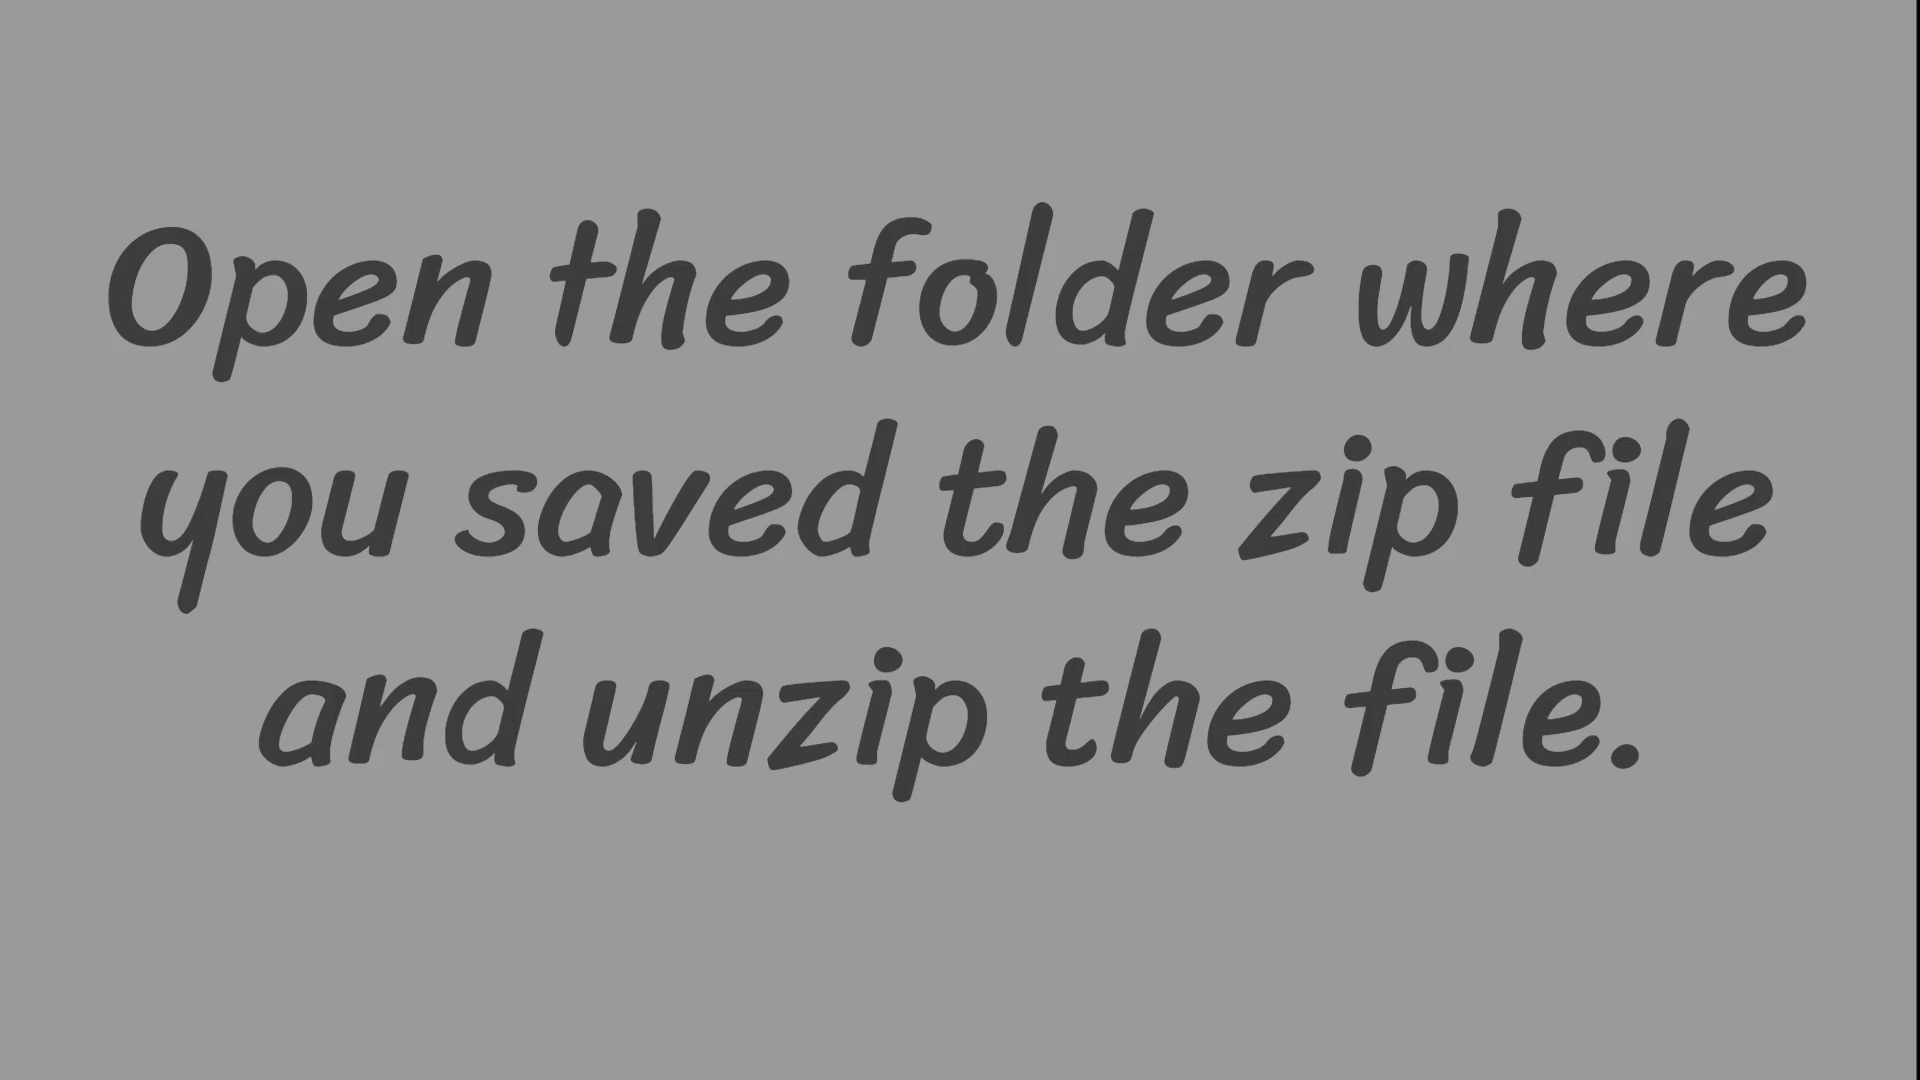 Open the folder where
you saved the zip file
and unzip the file.